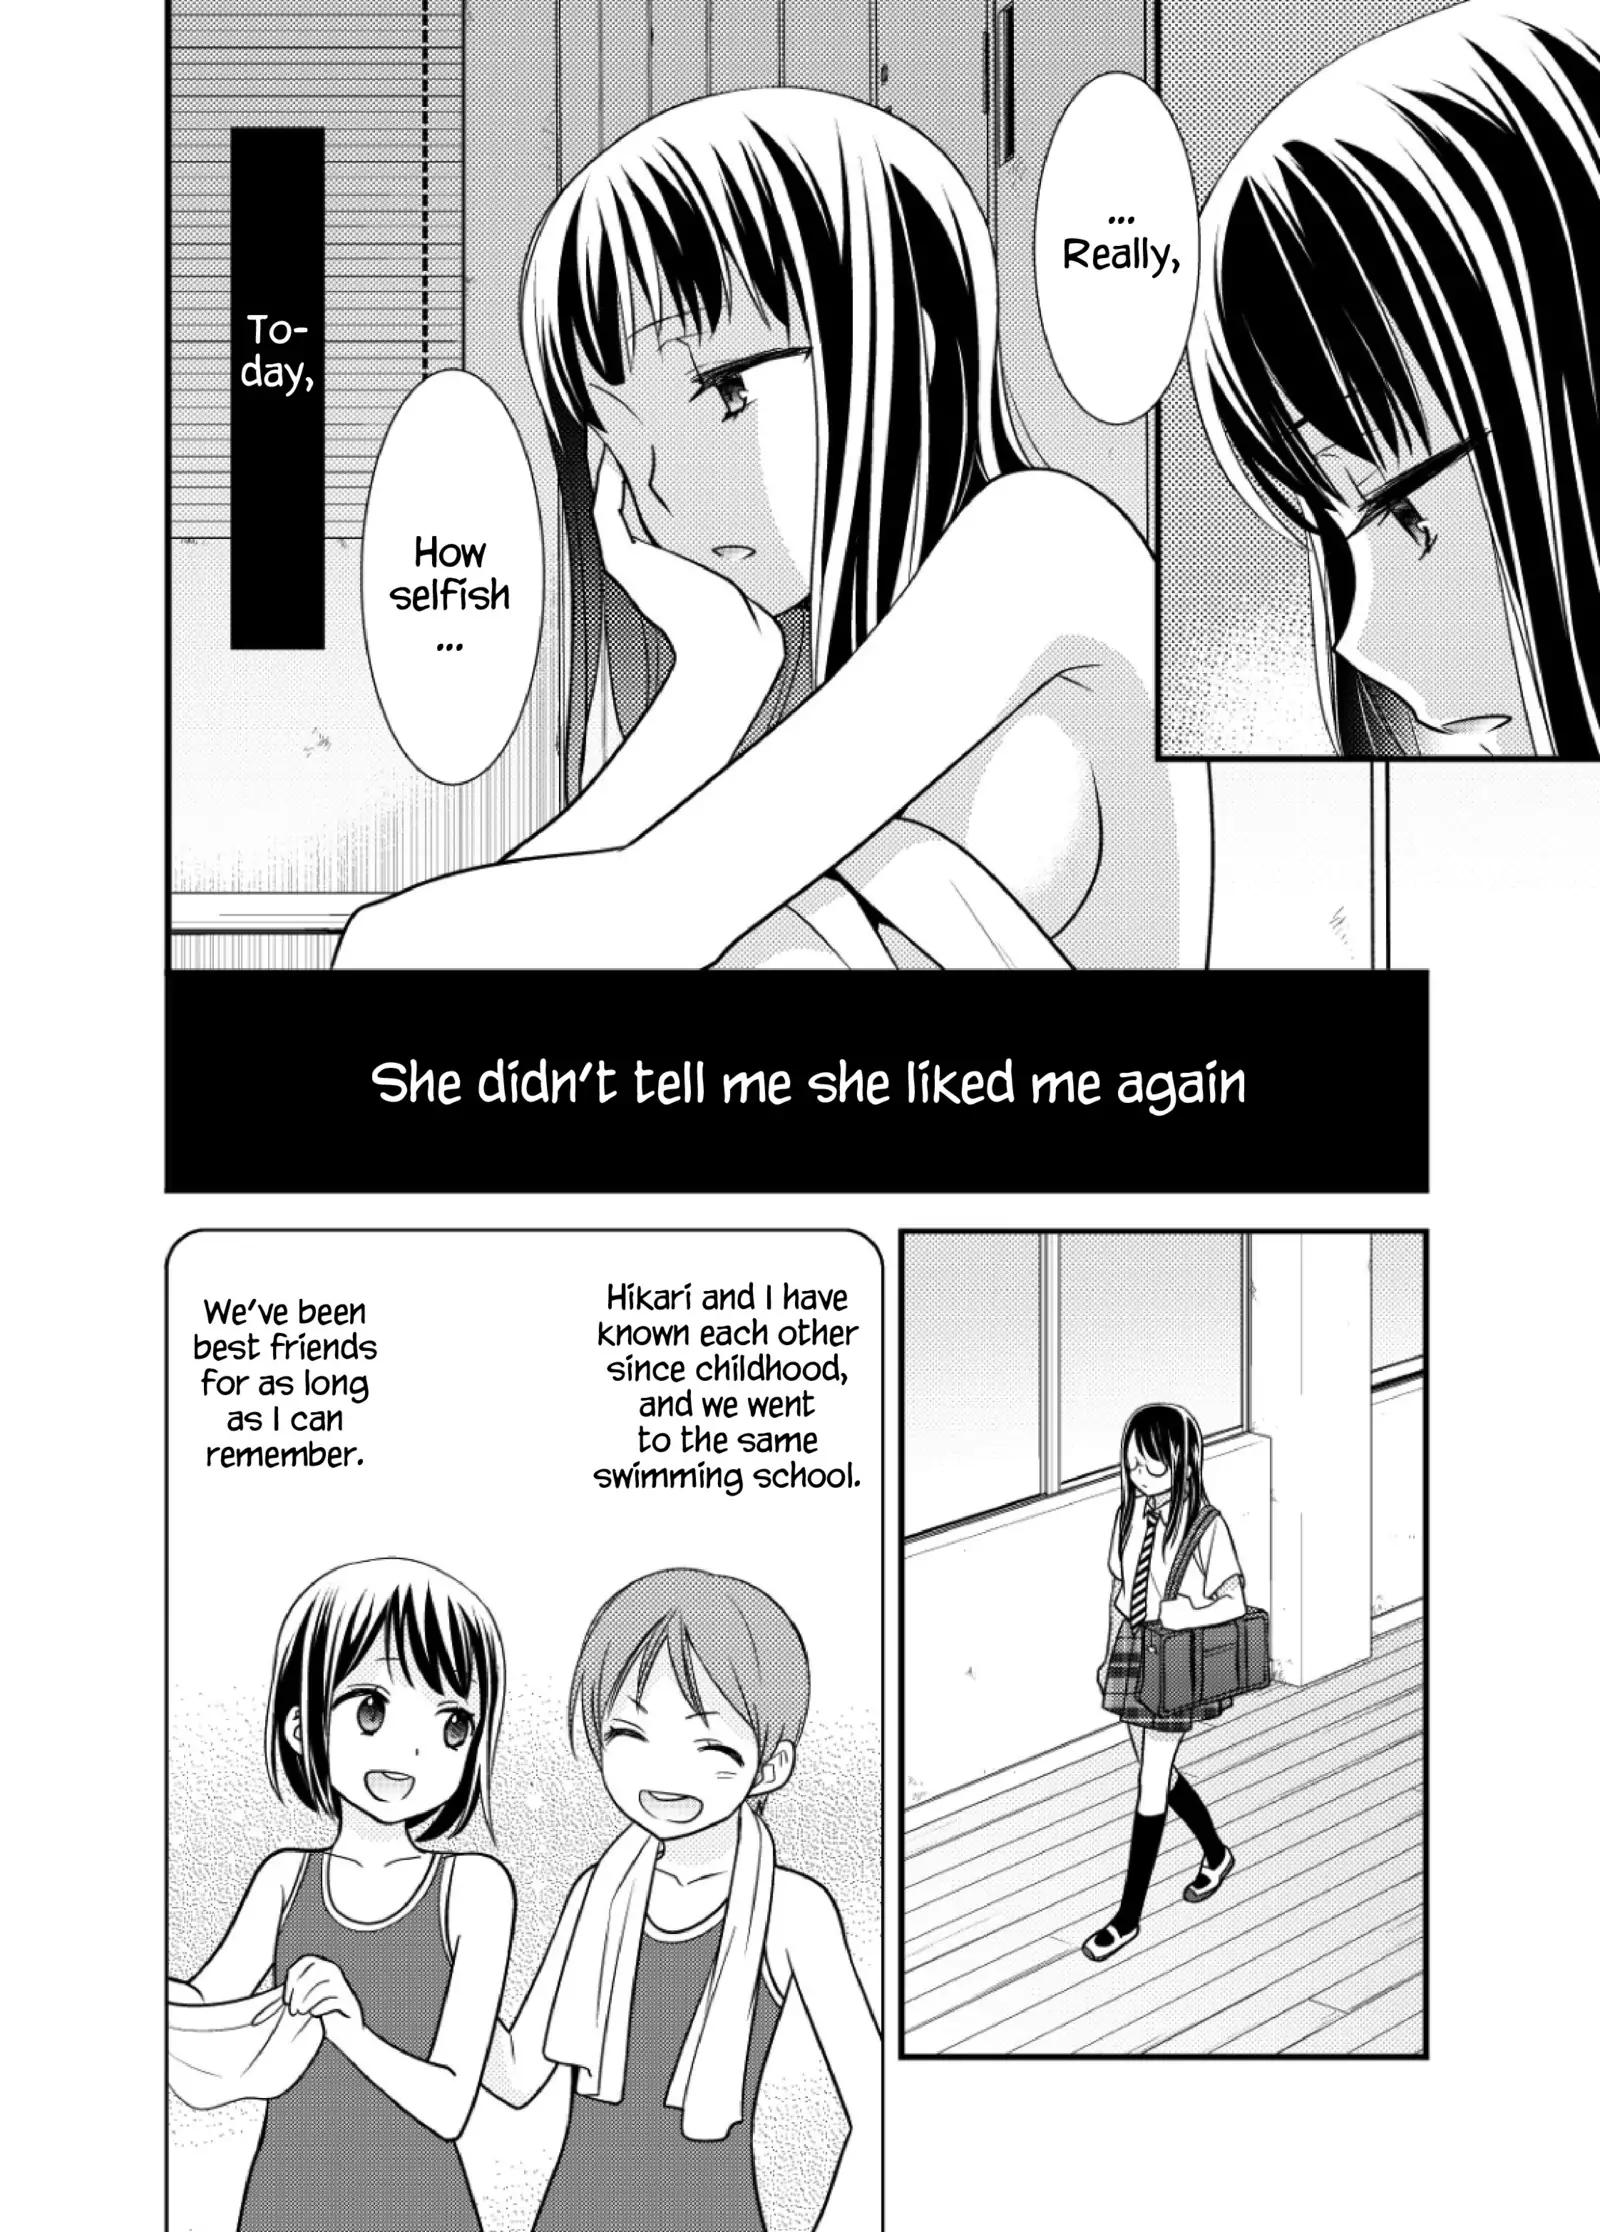 ...
Really,
How
selfish
...
To-
day,
She didn't tell me she liked me again
Hikari and I have
known each other
since childhood,
and we went
to the same
swimming school.
We've been
best friends
for as long
as I can
remember.